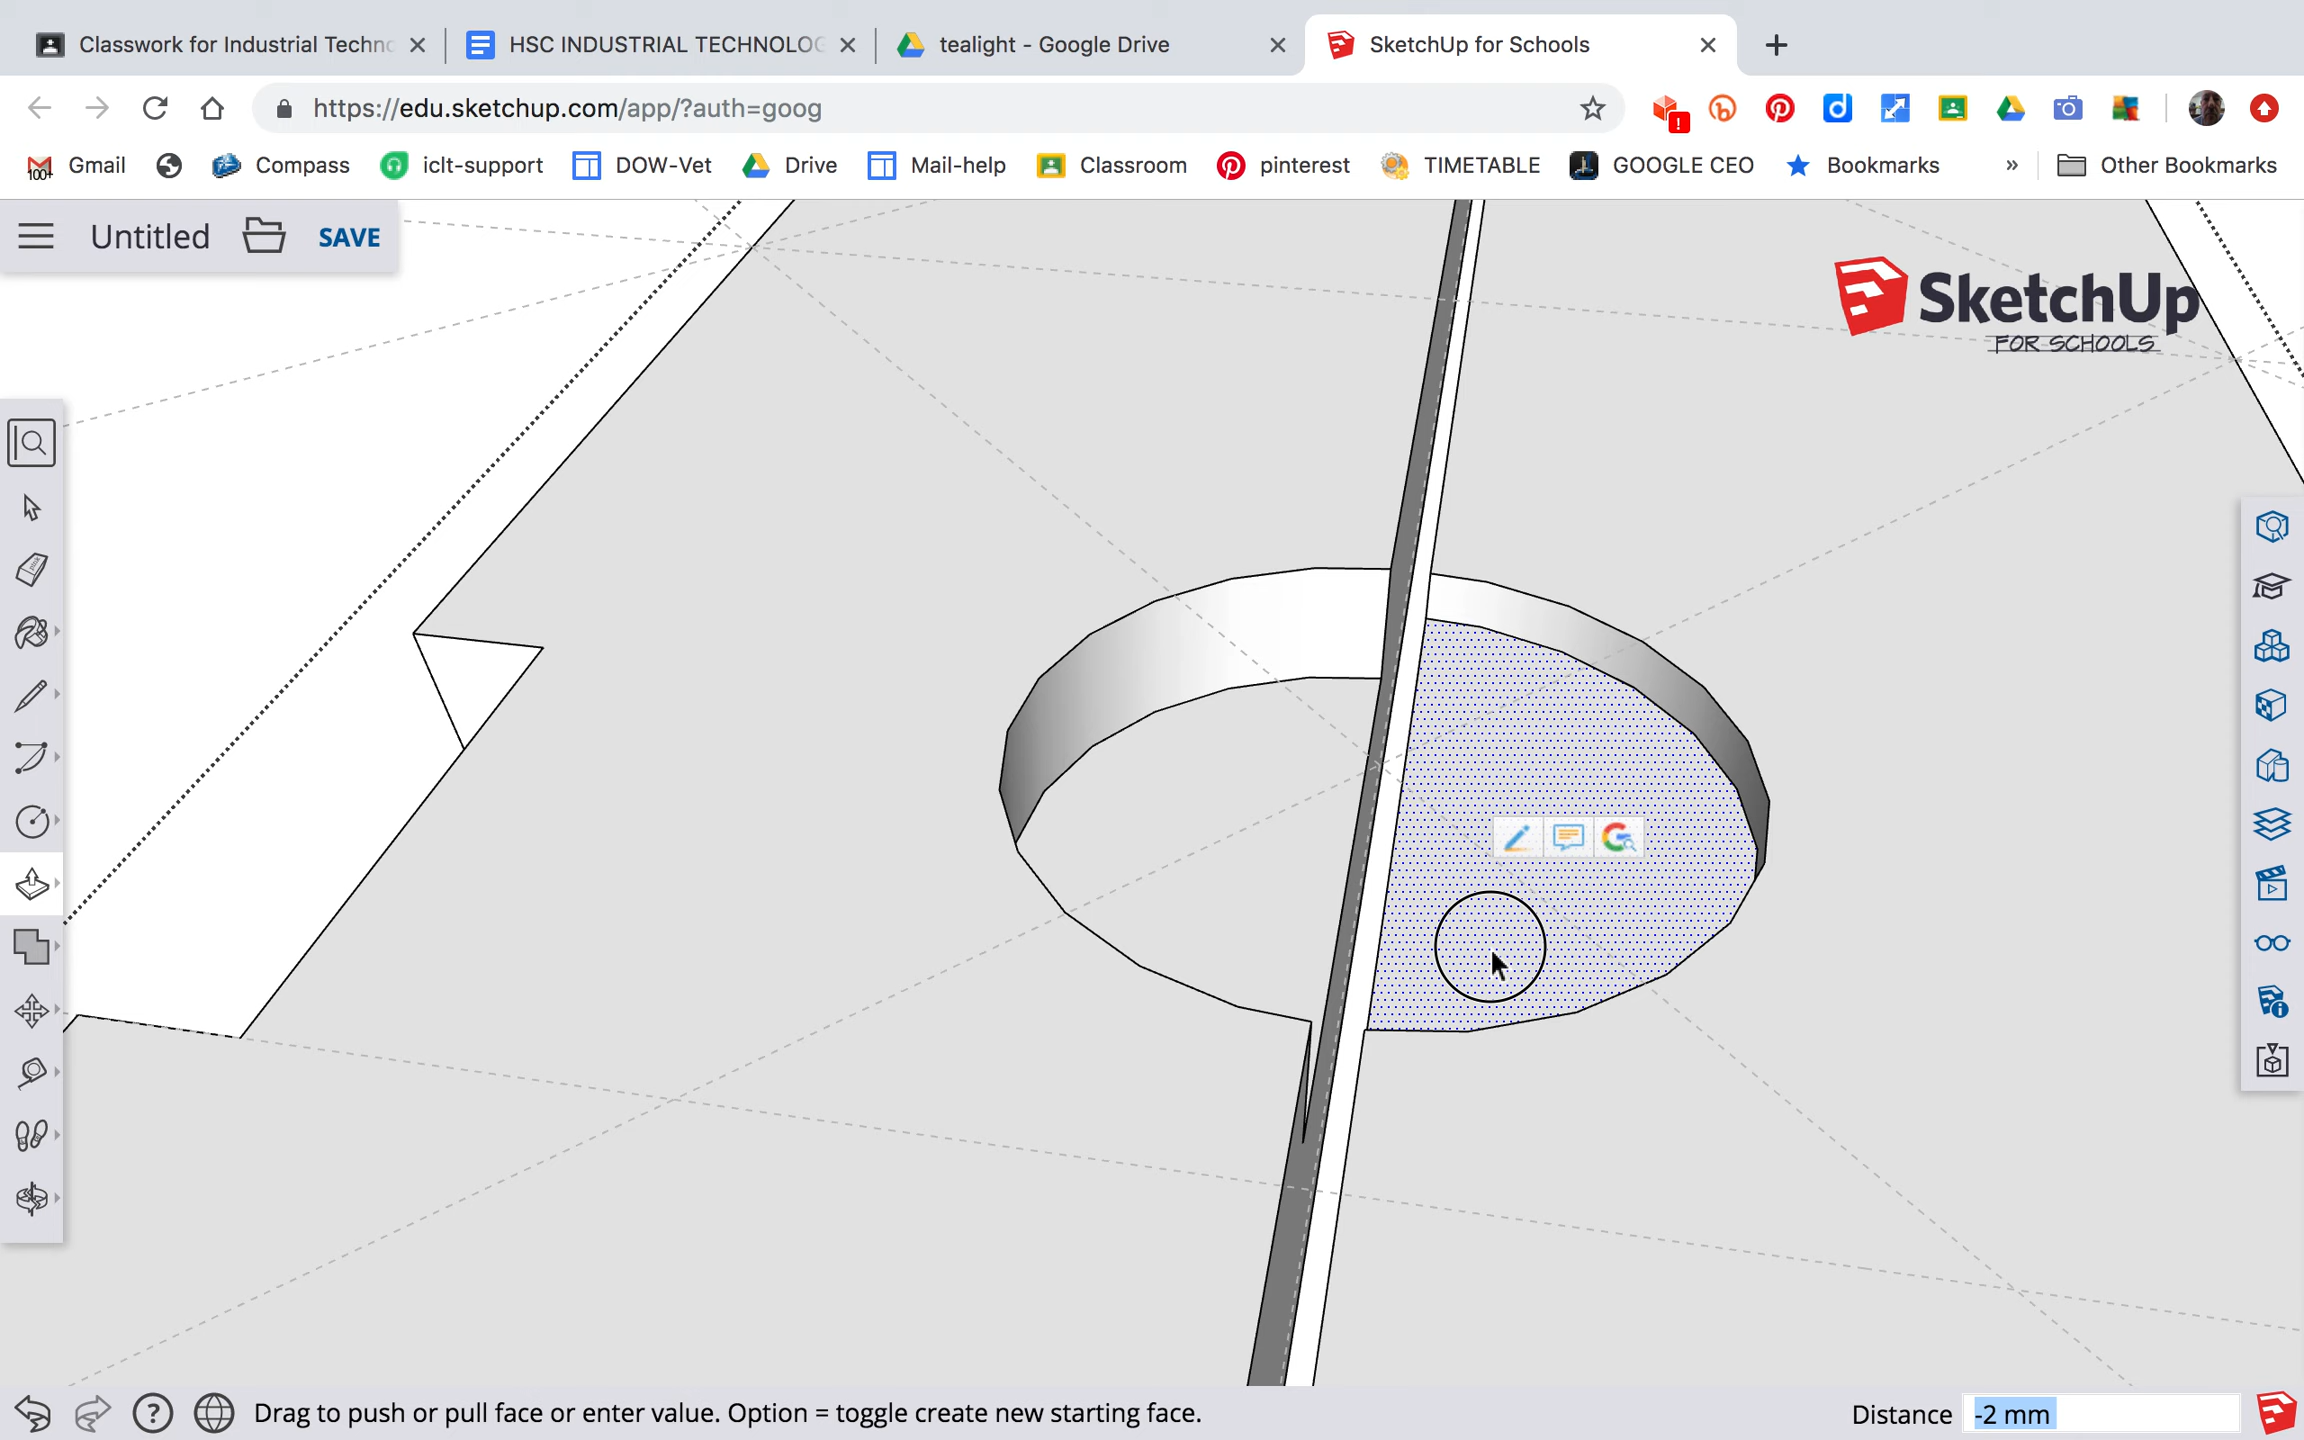 Classwork for Industrial Techno
HSC INDUSTRIAL TECHNOLOG
tealight - Google Drive
SketchUp for Schools
https://edu.sketchup.com/app/?auth=goog
100+ Gmail Compass iclt-support DOW-Vet Drive Mail-help Classroom pinterest TIMETABLE GOOGLE CEO Bookmarks » Other Bookmarks
Untitled SAVE
SketchUp
FOR SCHOOLS
Drag to push or pull face or enter value. Option = toggle create new starting face.
Distance -2 mm